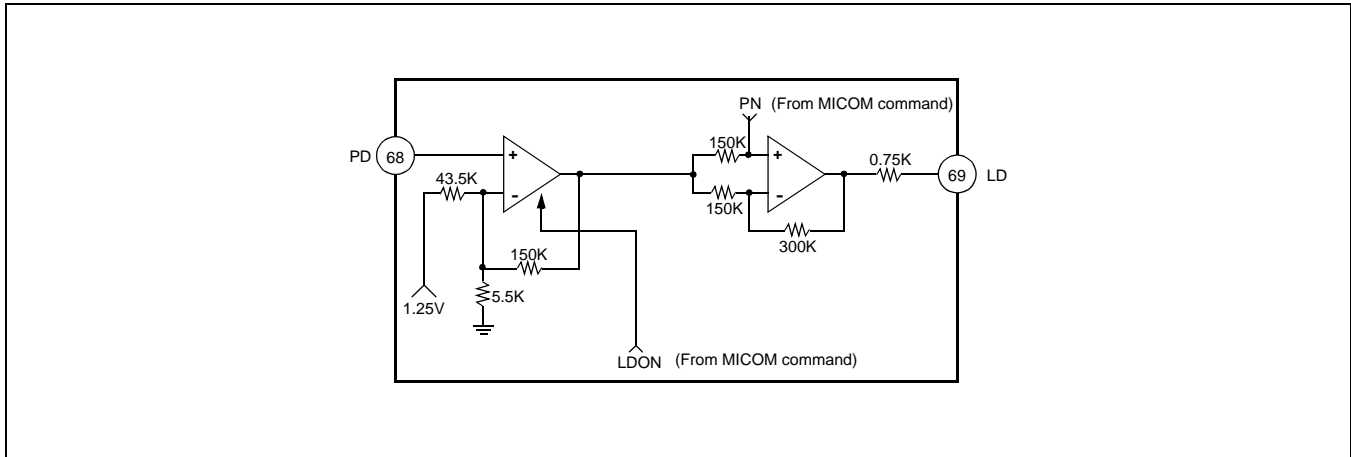 PN (From MICOM command)
PD 68
+
-
43.5K
150K
5.5K
1.25V
LDON (From MICOM command)
150K
150K
+
-
300K
0.75K
69 LD